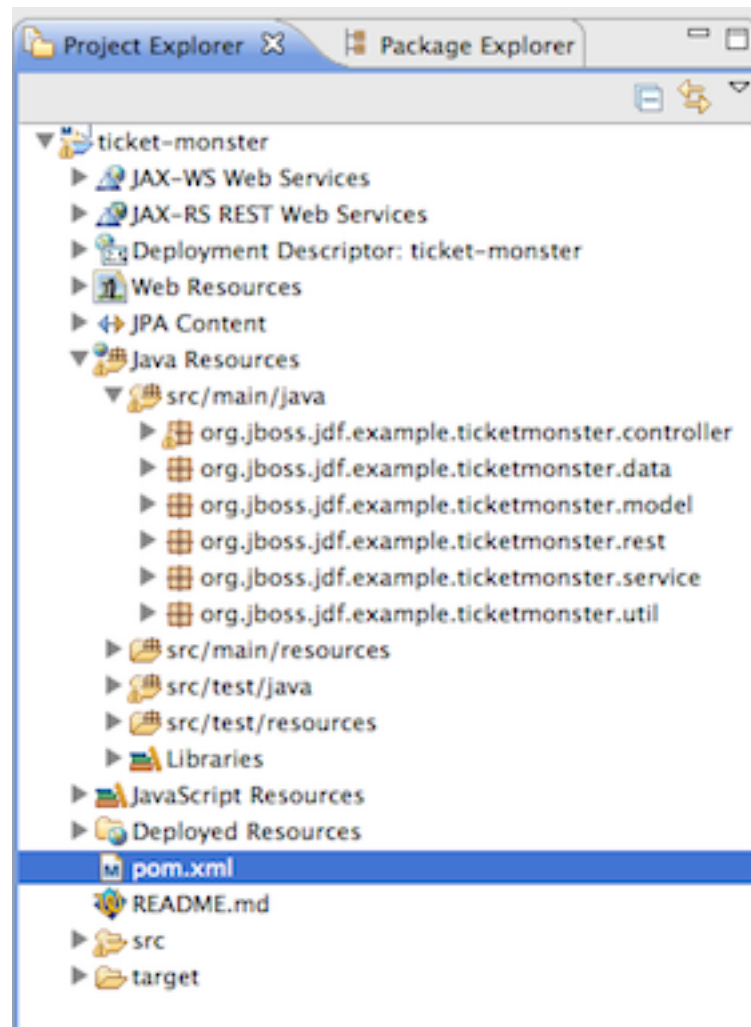 Project Explorer Package Explorer
ticket-monster
JAX-WS Web Services
JAX-RS REST Web Services
Deployment Descriptor: ticket-monster
Web Resources
JPA Content
Java Resources
src/main/java
org.jboss.jdf.example.ticketmonster.controller
org.jboss.jdf.example.ticketmonster.data
org.jboss.jdf.example.ticketmonster.model
org.jboss.jdf.example.ticketmonster.rest
org.jboss.jdf.example.ticketmonster.service
org.jboss.jdf.example.ticketmonster.util
src/main/resources
src/test/java
src/test/resources
Libraries
JavaScript Resources
Deployed Resources
pom.xml
README.md
src
target